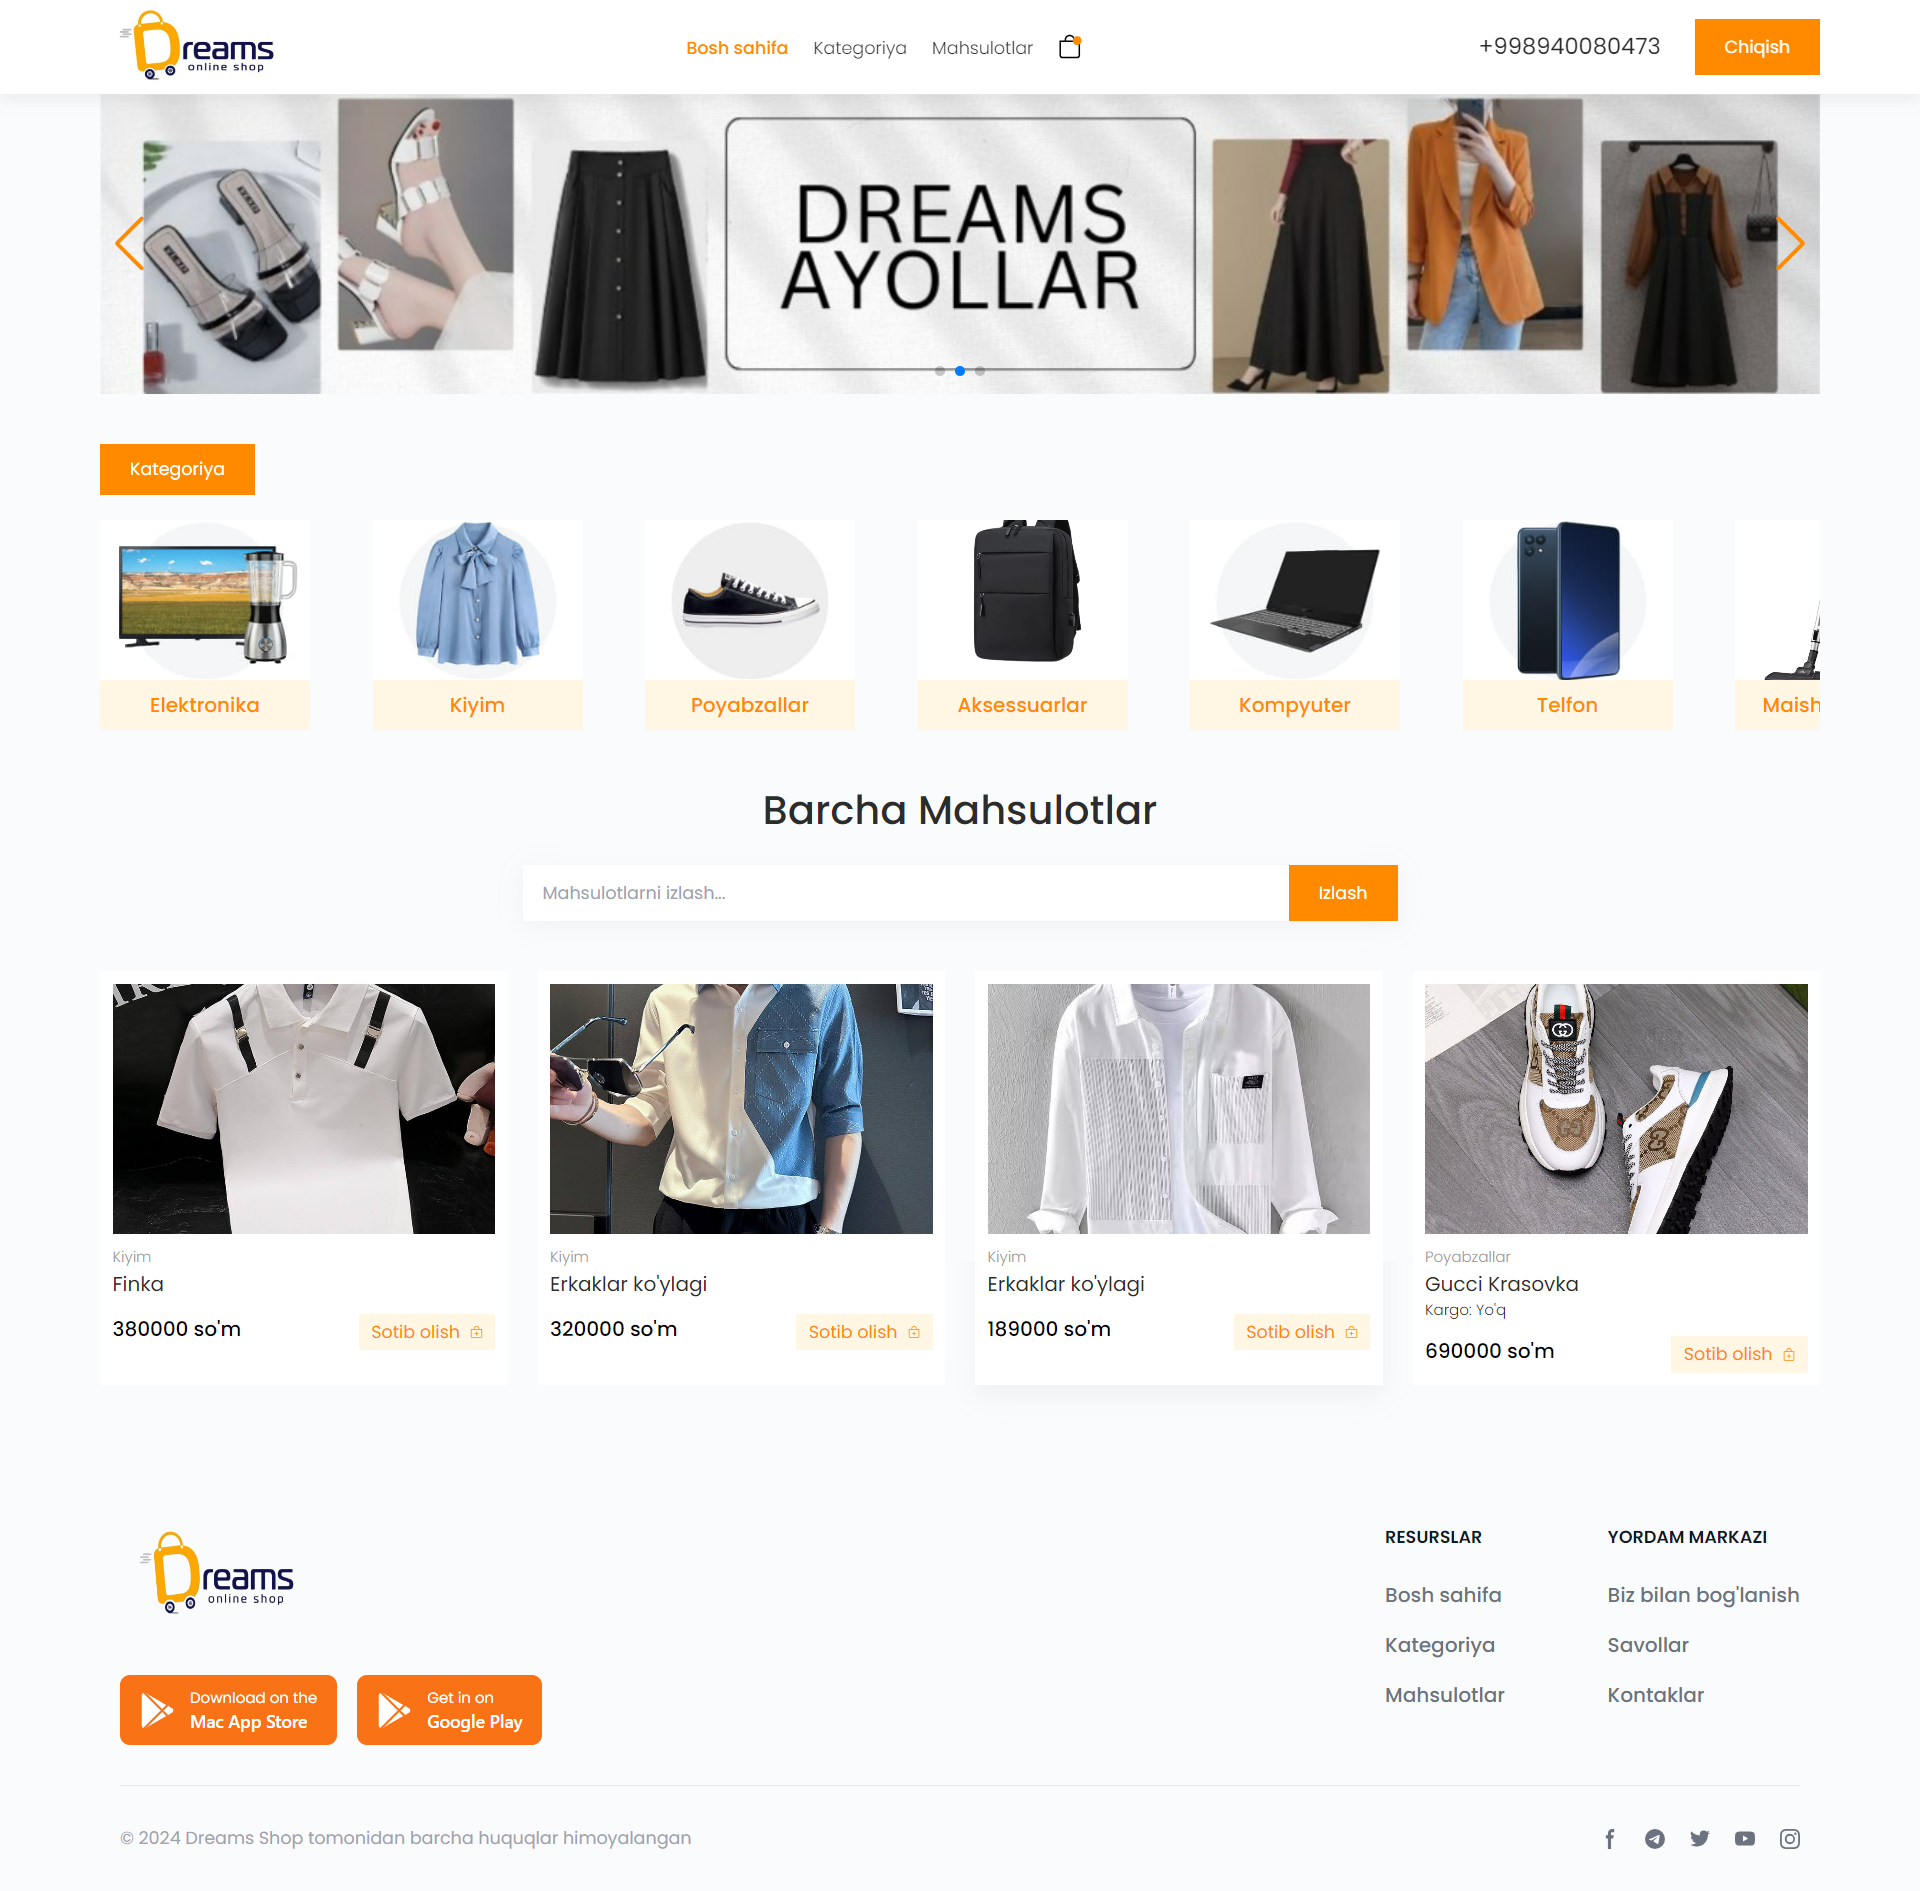 Dreams
online shop
Bosh sahifa
Kategoriya
Mahsulotlar
+998940080473
Chiqish
DREAMS
AYOLLAR
Kategoriya
Elektronika
Kiyim
Poyabzallar
Aksessuarlar
Kompyuter
Telfon
Maish
Barcha Mahsulotlar
Mahsulotlarni izlash...
Izlash
Kiyim
Finka
380000 so'm
Sotib olish
Kiyim
Erkaklar ko'ylagi
320000 so'm
Sotib olish
Kiyim
Erkaklar ko'ylagi
189000 so'm
Sotib olish
Poyabzallar
Gucci Krasovka
Kargo: Yo'q
690000 so'm
Sotib olish
Dreams
online shop
Download on the
Mac App Store
Get in on
Google Play
RESURSLAR
Bosh sahifa
Kategoriya
Mahsulotlar
YORDAM MARKAZI
Biz bilan bog'lanish
Savollar
Kontaklar
© 2024 Dreams Shop tomonidan barcha huquqlar himoyalangan